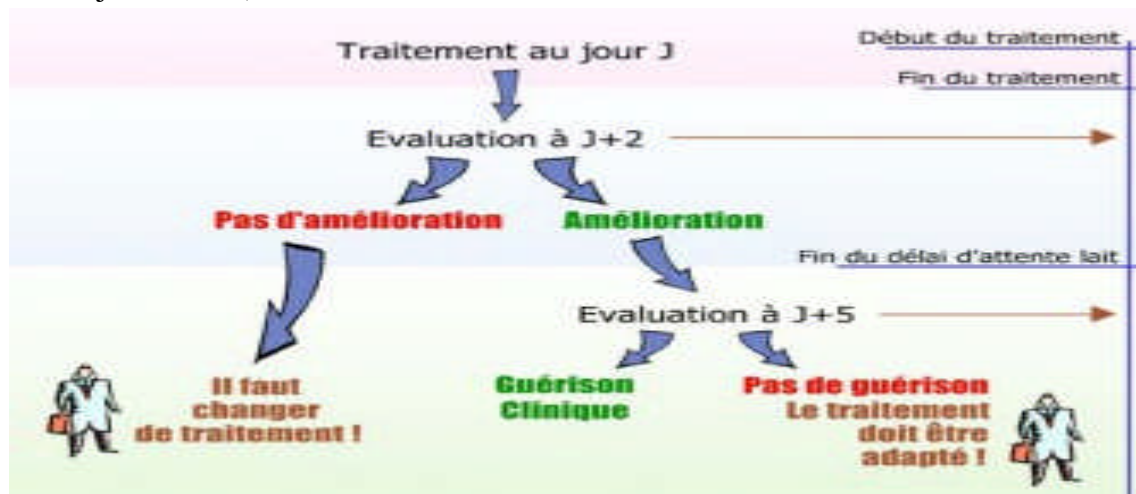 Début du traitement
Traitement au jour J
Fin du traitement
Evaluation à J+2
Pas d'amélioration
Amélioration
Fin du délai d'attente lait
Evaluation à J+5
Il faut
changer
de traitement !
Guérison
Clinique
Pas de guérison
Le traitement
doit être
adapté !